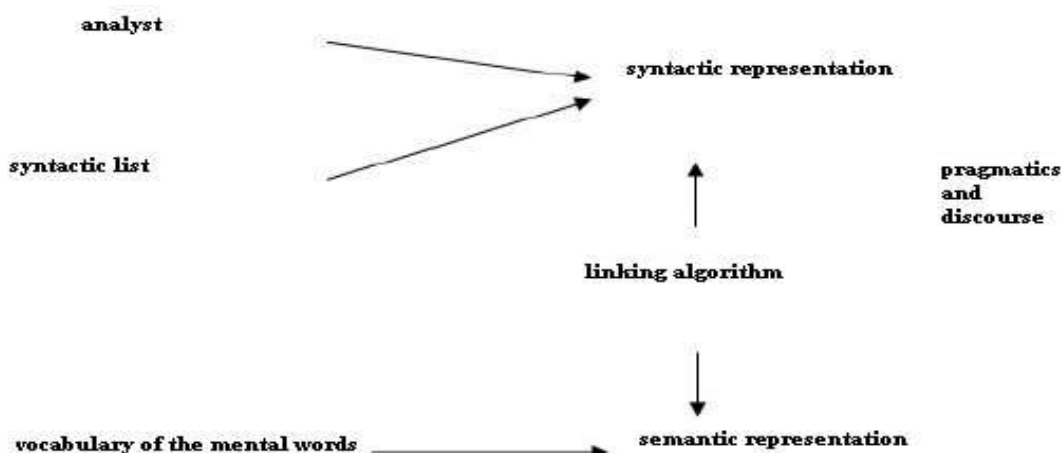 analyst
syntactic representation
syntactic list
pragmatics
and
discourse
linking algorithm
vocabulary of the mental words
semantic representation